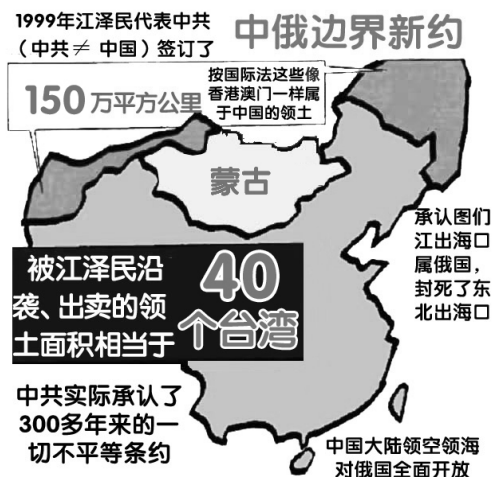 1999年江泽民代表中共
（中共≠ 中国）签订了
中俄边界新约
150万平方公里
按国际法这些像
香港澳门一样属
于中国的领土
蒙古
承认图们
江出海口
属俄国，
封死了东
北出海口
被江泽民沿
袭、出卖的领
土面积相当于
40
个台湾
中共实际承认了
300多年来的一
切不平等条约
中国大陆领空领海
对俄国全面开放